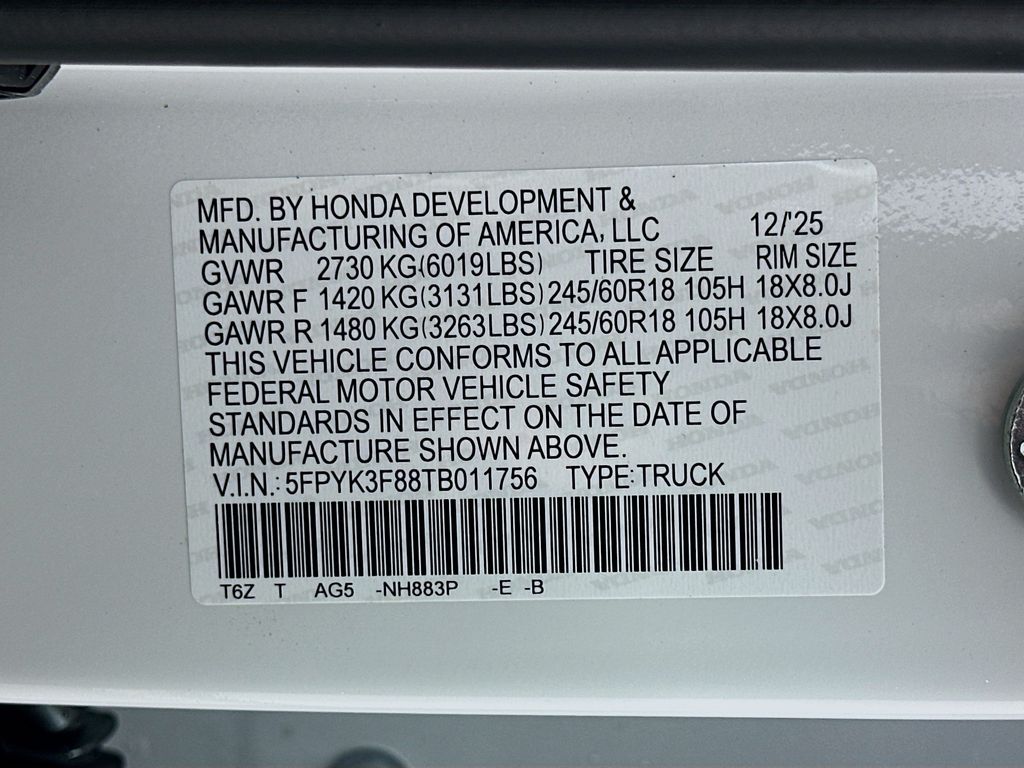 MFD. BY HONDA DEVELOPMENT &
MANUFACTURING OF AMERICA, LLC 12/'25
GVWR 2730 KG(6019LBS) TIRE SIZE RIM SIZE
GAWR F 1420 KG(3131LBS) 245/60R18 105H 18X8.0J
GAWR R 1480 KG(3263LBS) 245/60R18 105H 18X8.0J
THIS VEHICLE CONFORMS TO ALL APPLICABLE
FEDERAL MOTOR VEHICLE SAFETY
STANDARDS IN EFFECT ON THE DATE OF
MANUFACTURE SHOWN ABOVE.
V.I.N.: 5FPYK3F88TB011756 TYPE:TRUCK
T6Z T AG5 -NH883P -E -B